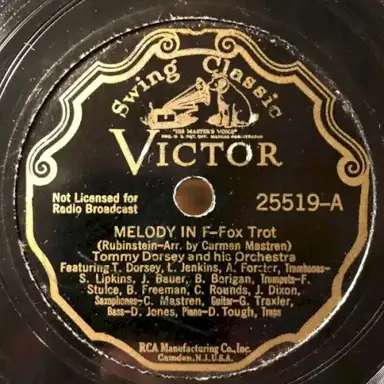 Swing Classic
"HIS MASTER'S VOICE"
VICTOR
Not Licensed for
Radio Broadcast
25519-A
MELODY IN F-Fox Trot
(Rubinstein-Arr. by Carmen Mastren)
Tommy Dorsey and his Orchestra
Featuring T. Dorsey, L. Jenkins, A. Forster, Trombones-
S. Lipkins, J. Bauer, B. Berigan, Trumpets-F.
Stulce, B. Freeman, C. Rounds, J. Dixon,
Saxophones-C. Mastren, Guitar-G. Traxler,
Bass-D. Jones, Piano-D. Tough, Traps
RCA Manufacturing Co., Inc.
Camden, N.J., U.S.A.